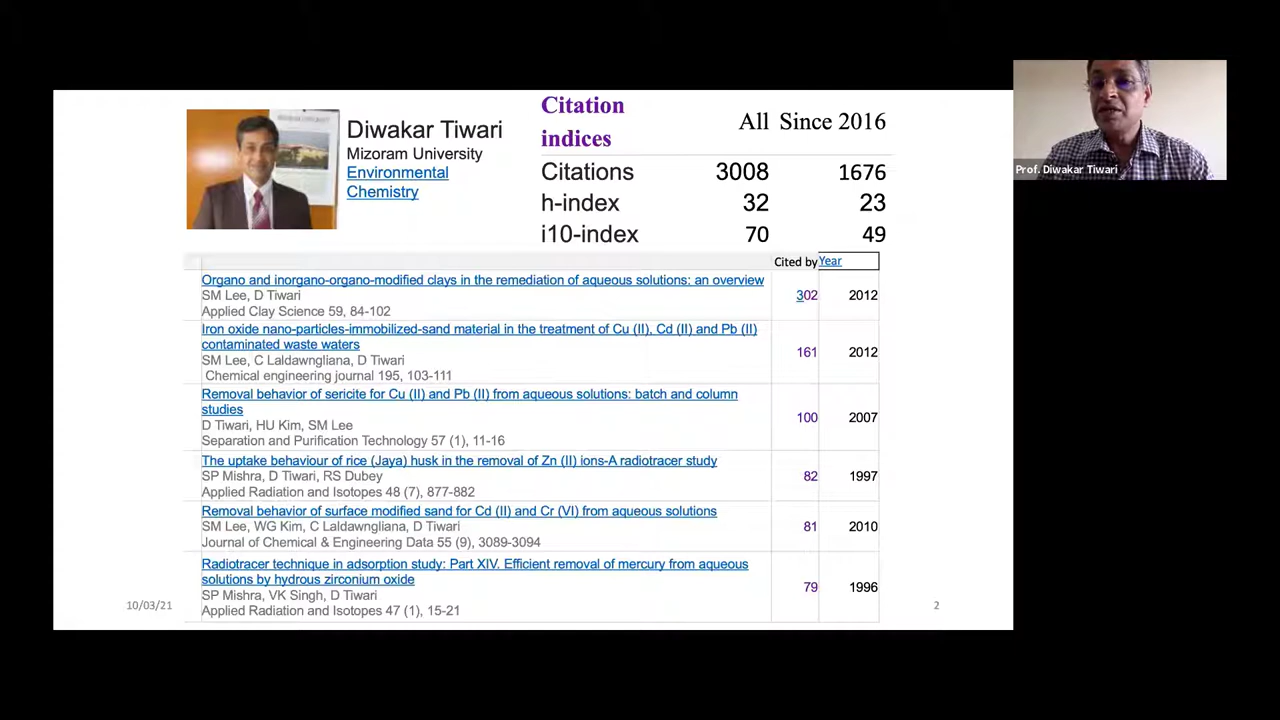 Diwakar Tiwari
Mizoram University
Environmental
Chemistry
Citation
indices
All Since 2016
Citations 3008 1676
h-index 32 23
i10-index 70 49
Cited by Year
Organo and inorgano-organo-modified clays in the remediation of aqueous solutions: an overview
SM Lee, D Tiwari
Applied Clay Science 59, 84-102
302 2012
Iron oxide nano-particles-immobilized-sand material in the treatment of Cu (II), Cd (II) and Pb (II)
contaminated waste waters
SM Lee, C Laldawngliana, D Tiwari
Chemical engineering journal 195, 103-111
161 2012
Removal behavior of sericite for Cu (II) and Pb (II) from aqueous solutions: batch and column
studies
D Tiwari, HU Kim, SM Lee
Separation and Purification Technology 57 (1), 11-16
100 2007
The uptake behaviour of rice (Jaya) husk in the removal of Zn (II) ions-A radiotracer study
SP Mishra, D Tiwari, RS Dubey
Applied Radiation and Isotopes 48 (7), 877-882
82 1997
Removal behavior of surface modified sand for Cd (II) and Cr (VI) from aqueous solutions
SM Lee, WG Kim, C Laldawngliana, D Tiwari
Journal of Chemical & Engineering Data 55 (9), 3089-3094
81 2010
Radiotracer technique in adsorption study: Part XIV. Efficient removal of mercury from aqueous
solutions by hydrous zirconium oxide
SP Mishra, VK Singh, D Tiwari
Applied Radiation and Isotopes 47 (1), 15-21
79 1996
10/03/21
2
Prof. Diwakar Tiwari